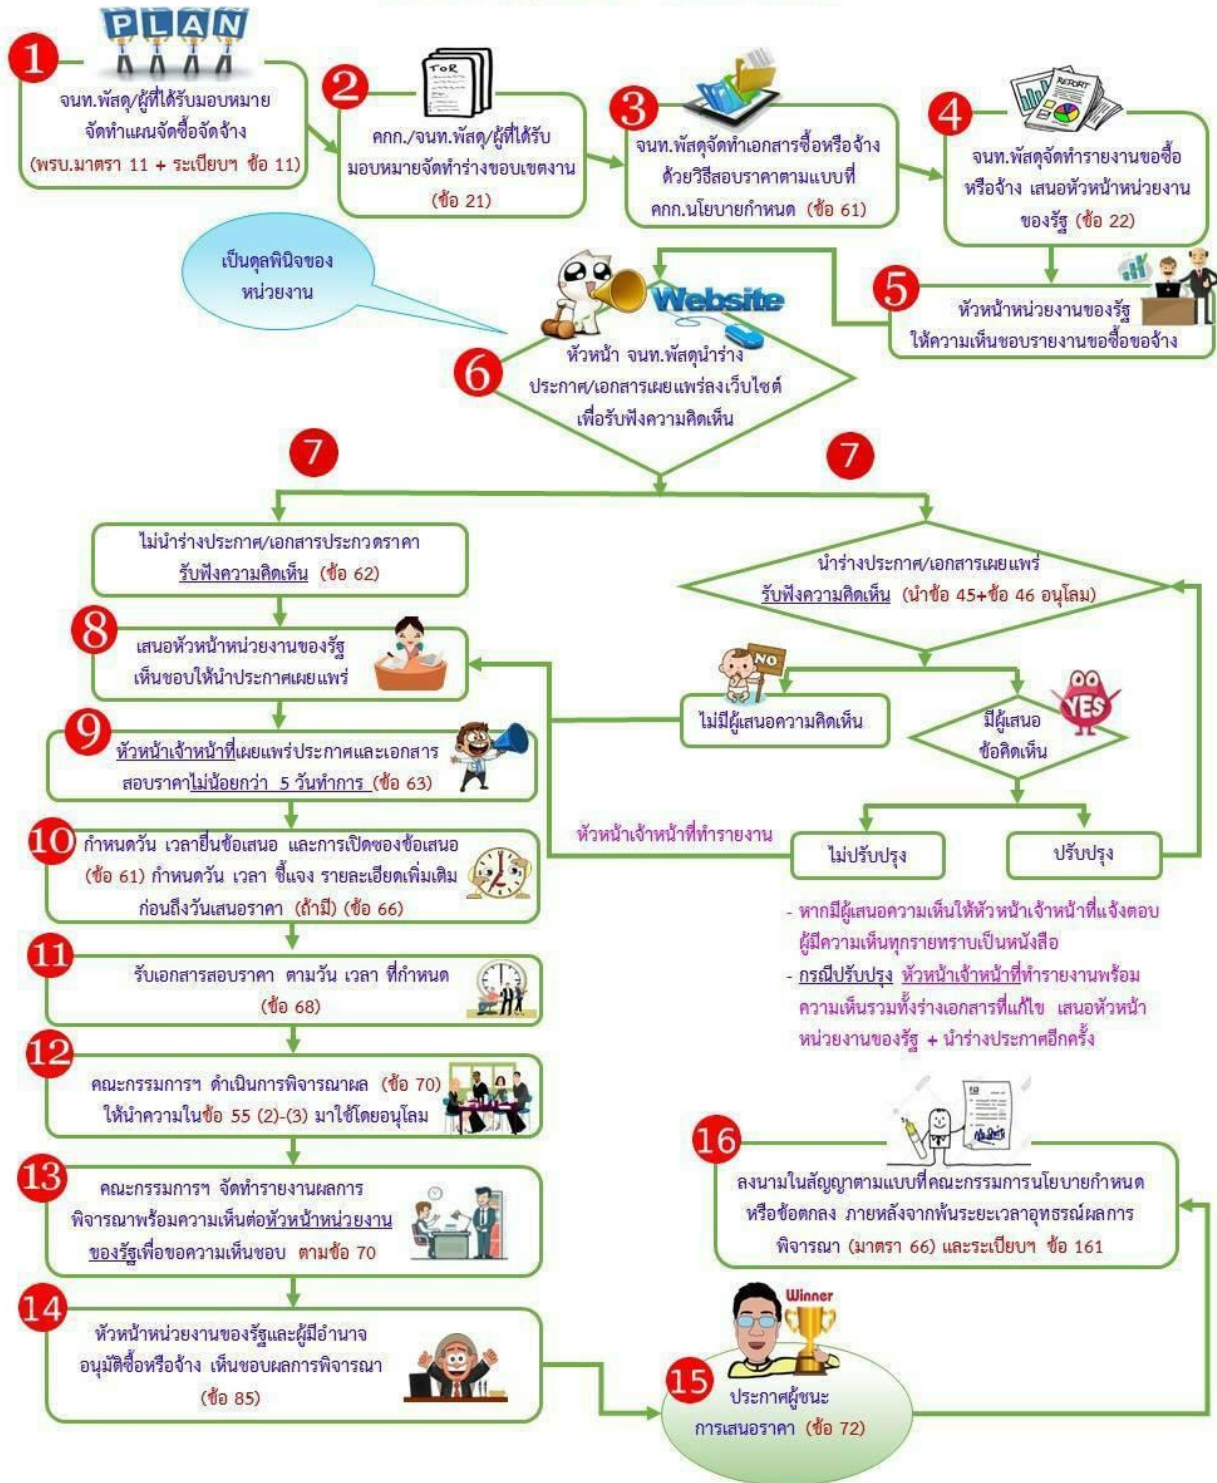 PLAN
1
จนท.พัสดุ/ผู้ที่ได้รับมอบหมาย
จัดทำแผนจัดซื้อจัดจ้าง
(พรบ.มาตรา 11 + ระเบียบฯ ข้อ 11)
2
TOR
คกก./จนท.พัสดุ/ผู้ที่ได้รับ
มอบหมายจัดทำร่างขอบเขตงาน
(ข้อ 21)
3
จนท.พัสดุจัดทำเอกสารซื้อหรือจ้าง
ด้วยวิธีสอบราคาตามแบบที่
คกก.นโยบายกำหนด (ข้อ 61)
4
REPORT
จนท.พัสดุจัดทำรายงานขอซื้อ
หรือจ้าง เสนอหัวหน้าหน่วยงาน
ของรัฐ (ข้อ 22)
5
หัวหน้าหน่วยงานของรัฐ
ให้ความเห็นชอบรายงานขอซื้อขอจ้าง
เป็นดุลพินิจของ
หน่วยงาน
Website
6
หัวหน้า จนท.พัสดุนำร่าง
ประกาศ/เอกสารเผยแพร่ลงเว็บไซต์
เพื่อรับฟังความคิดเห็น
7
7
ไม่นำร่างประกาศ/เอกสารประกวดราคา
รับฟังความคิดเห็น (ข้อ 62)
นำร่างประกาศ/เอกสารเผยแพร่
รับฟังความคิดเห็น (นำข้อ 45+ข้อ 46 อนุโลม)
8
เสนอหัวหน้าหน่วยงานของรัฐ
เห็นชอบให้นำประกาศเผยแพร่
NO
ไม่มีผู้เสนอความคิดเห็น
YES
มีผู้เสนอ
ข้อคิดเห็น
9
หัวหน้าเจ้าหน้าที่เผยแพร่ประกาศและเอกสาร
สอบราคาไม่น้อยกว่า 5 วันทำการ (ข้อ 63)
หัวหน้าเจ้าหน้าที่ทำรายงาน
ไม่ปรับปรุง
ปรับปรุง
10
กำหนดวัน เวลายื่นข้อเสนอ และการเปิดซองข้อเสนอ
(ข้อ 61) กำหนดวัน เวลา ชี้แจง รายละเอียดเพิ่มเติม
ก่อนถึงวันเสนอราคา (ถ้ามี) (ข้อ 66)
- หากมีผู้เสนอความเห็นให้หัวหน้าเจ้าหน้าที่แจ้งตอบ
ผู้มีความเห็นทุกรายทราบเป็นหนังสือ
- กรณีปรับปรุง หัวหน้าเจ้าหน้าที่ทำรายงานพร้อม
ความเห็นรวมทั้งร่างเอกสารที่แก้ไข เสนอหัวหน้า
หน่วยงานของรัฐ + นำร่างประกาศอีกครั้ง
11
รับเอกสารสอบราคา ตามวัน เวลา ที่กำหนด
(ข้อ 68)
12
คณะกรรมการฯ ดำเนินการพิจารณาผล (ข้อ 70)
ให้นำความในข้อ 55 (2)-(3) มาใช้โดยอนุโลม
13
คณะกรรมการฯ จัดทำรายงานผลการ
พิจารณาพร้อมความเห็นต่อหัวหน้าหน่วยงาน
ของรัฐเพื่อขอความเห็นชอบ ตามข้อ 70
14
หัวหน้าหน่วยงานของรัฐและผู้มีอำนาจ
อนุมัติซื้อหรือจ้าง เห็นชอบผลการพิจารณา
(ข้อ 85)
Winner
15
ประกาศผู้ชนะ
การเสนอราคา (ข้อ 72)
16
ลงนามในสัญญาตามแบบที่คณะกรรมการนโยบายกำหนด
หรือข้อตกลง ภายหลังจากพ้นระยะเวลาอุทธรณ์ผลการ
พิจารณา (มาตรา 66) และระเบียบฯ ข้อ 161